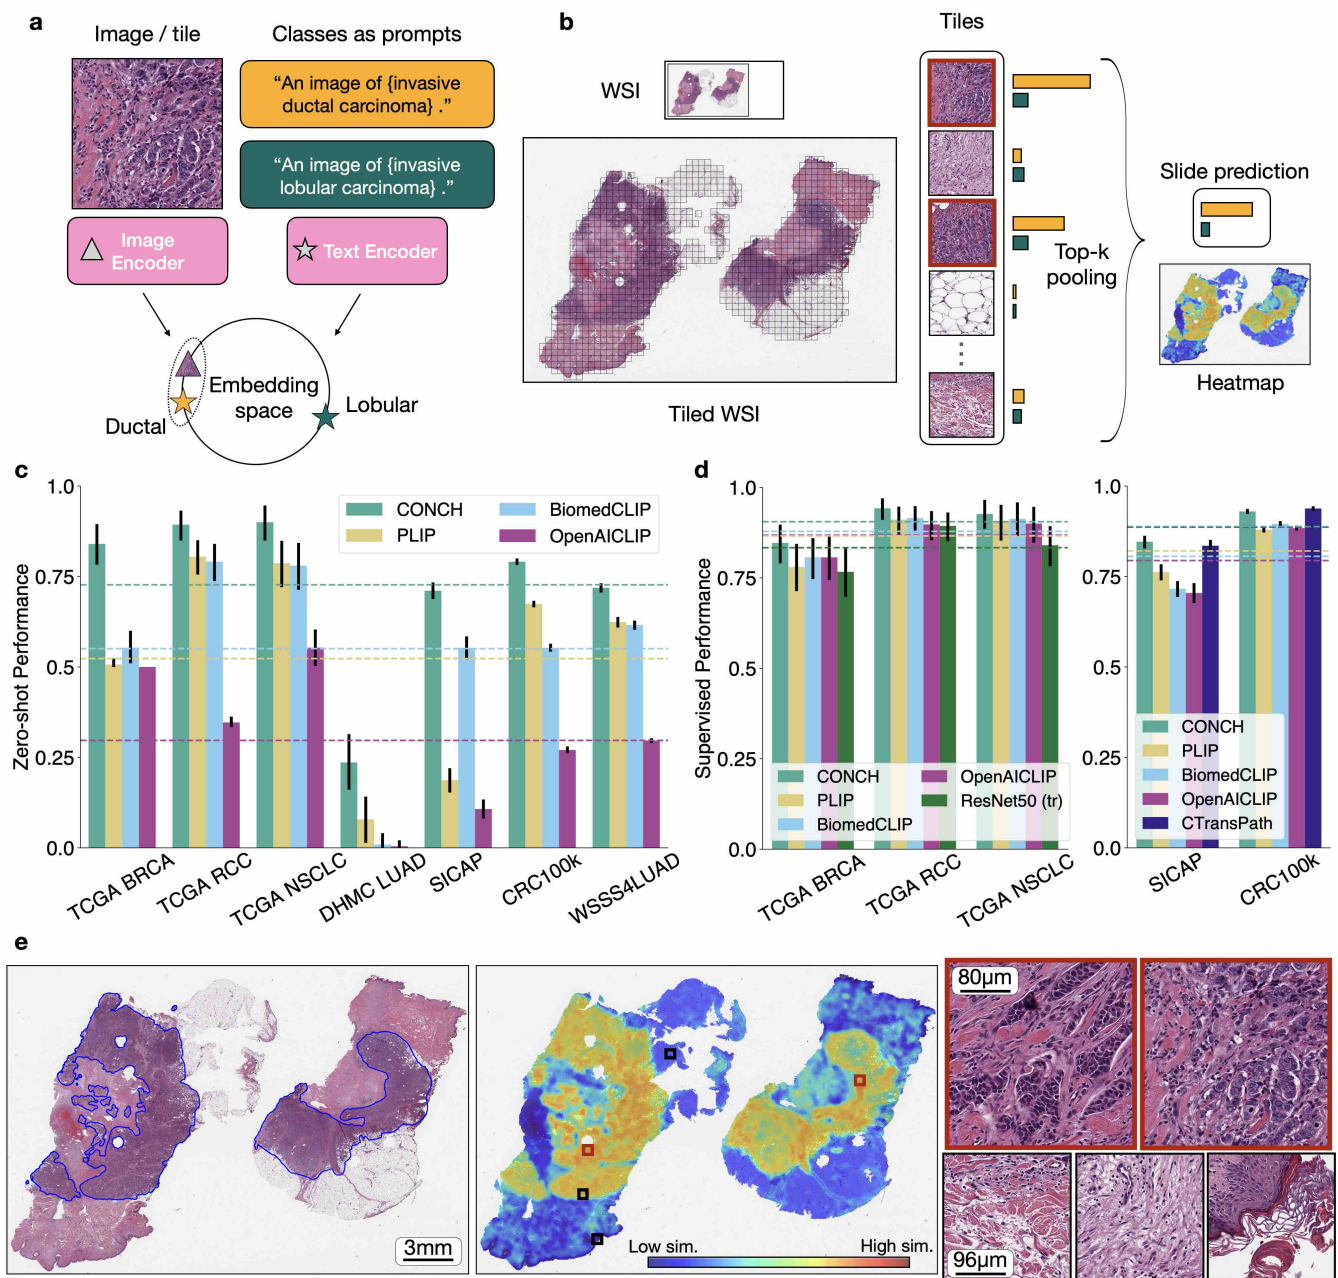 a
Image / tile
Classes as prompts
“An image of {invasive
ductal carcinoma} .”
“An image of {invasive
lobular carcinoma} .”
Image
Encoder
Text Encoder
Embedding
space
Ductal
Lobular
b
WSI
Tiled WSI
Tiles
Top-k
pooling
Slide prediction
Heatmap
c
Zero-shot Performance
1.0
0.75
0.5
0.25
0.0
CONCH
PLIP
BiomedCLIP
OpenAICLIP
TCGA BRCA
TCGA RCC
TCGA NSCLC
DHMC LUAD
SICAP
CRC100k
WSSS4LUAD
d
Supervised Performance
1.0
0.75
0.5
0.25
0.0
CONCH
PLIP
BiomedCLIP
OpenAICLIP
ResNet50 (tr)
TCGA BRCA
TCGA RCC
TCGA NSCLC
1.0
0.75
0.5
0.25
0.0
CONCH
PLIP
BiomedCLIP
OpenAICLIP
CTransPath
SICAP
CRC100k
e
3mm
Low sim.
High sim.
80μm
96μm